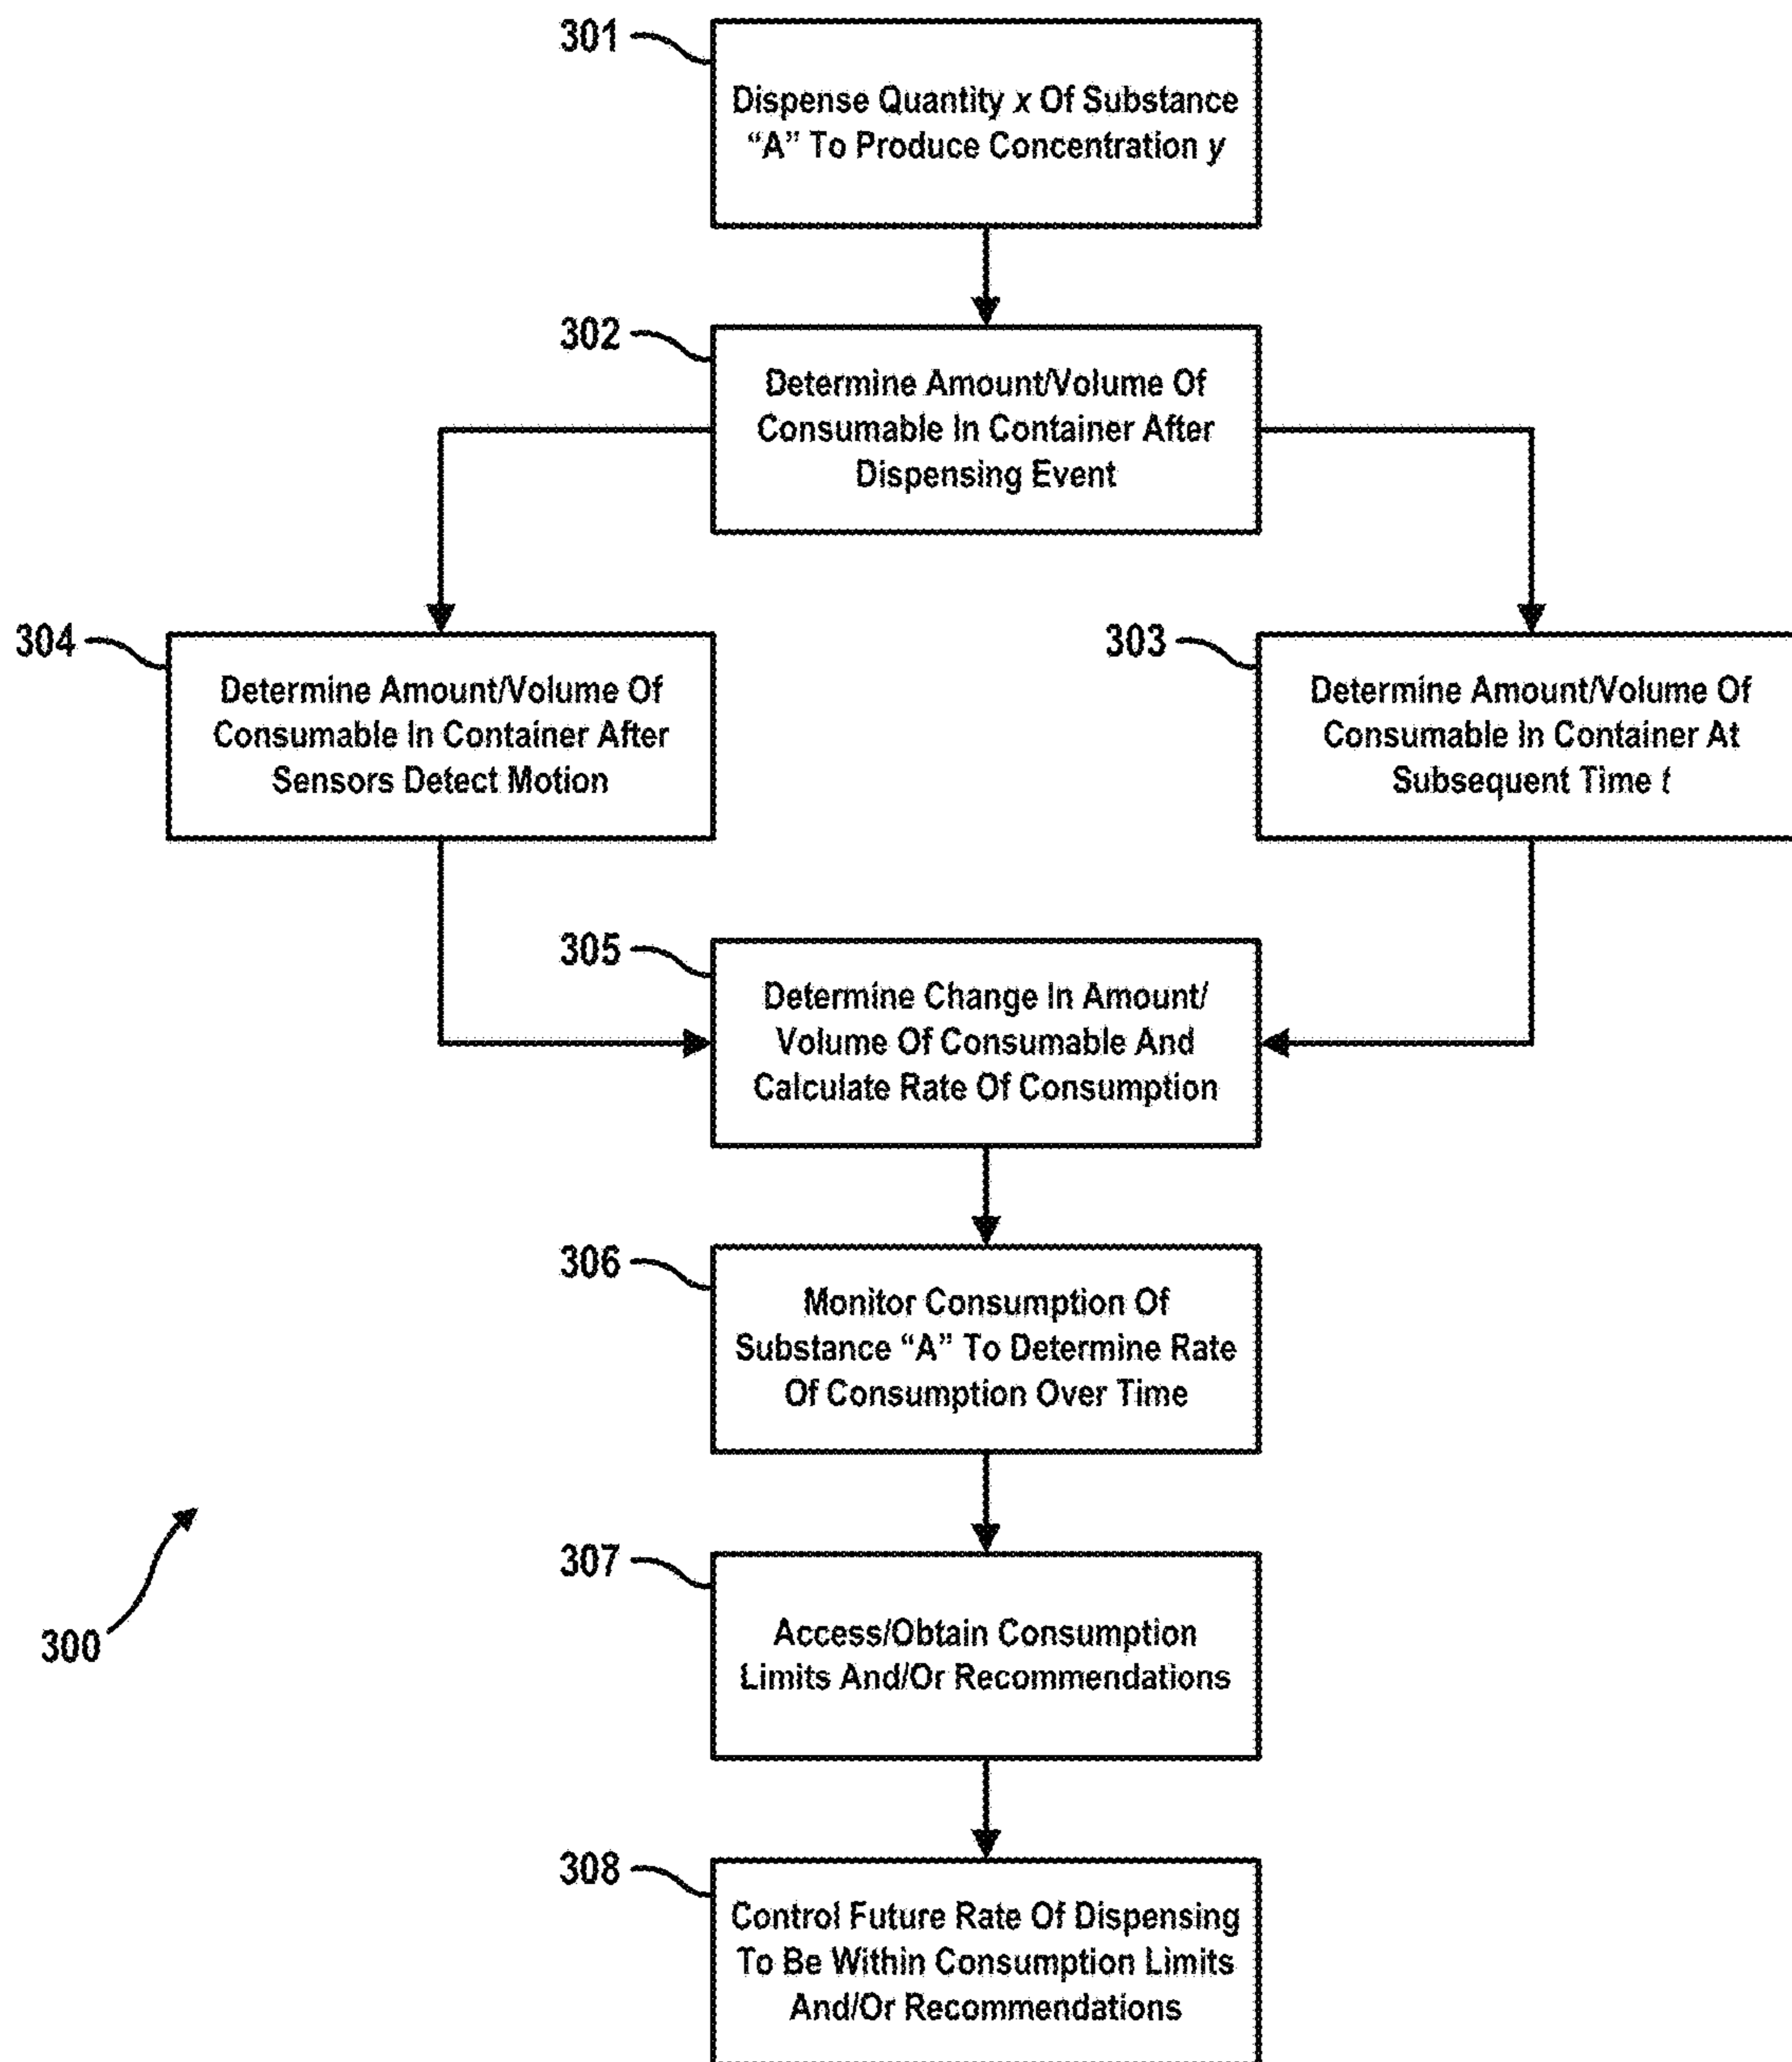 301
Dispense Quantity x Of Substance
“A” To Produce Concentration y
302
Determine Amount/Volume Of
Consumable In Container After
Dispensing Event
304
Determine Amount/Volume Of
Consumable In Container After
Sensors Detect Motion
303
Determine Amount/Volume Of
Consumable In Container At
Subsequent Time t
305
Determine Change In Amount/
Volume Of Consumable And
Calculate Rate Of Consumption
306
Monitor Consumption Of
Substance “A” To Determine Rate
Of Consumption Over Time
307
Access/Obtain Consumption
Limits And/Or Recommendations
300
308
Control Future Rate Of Dispensing
To Be Within Consumption Limits
And/Or Recommendations